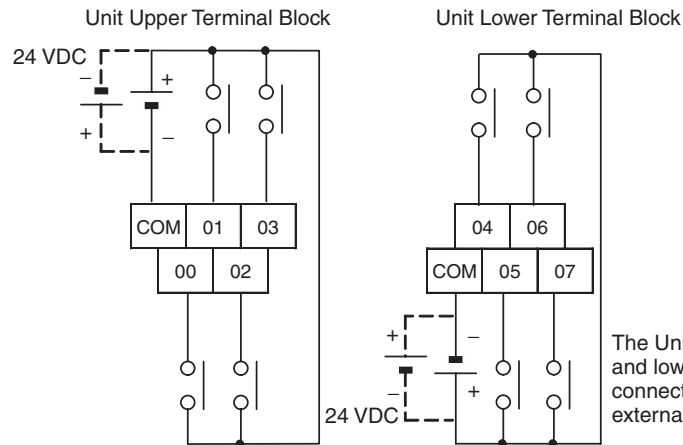 Unit Upper Terminal Block
Unit Lower Terminal Block
24 VDC
–
+
+
–
COM 01 03
00 02
04 06
COM 05 07
+
–
–
+
24 VDC
The Uni
and low
connect
externa